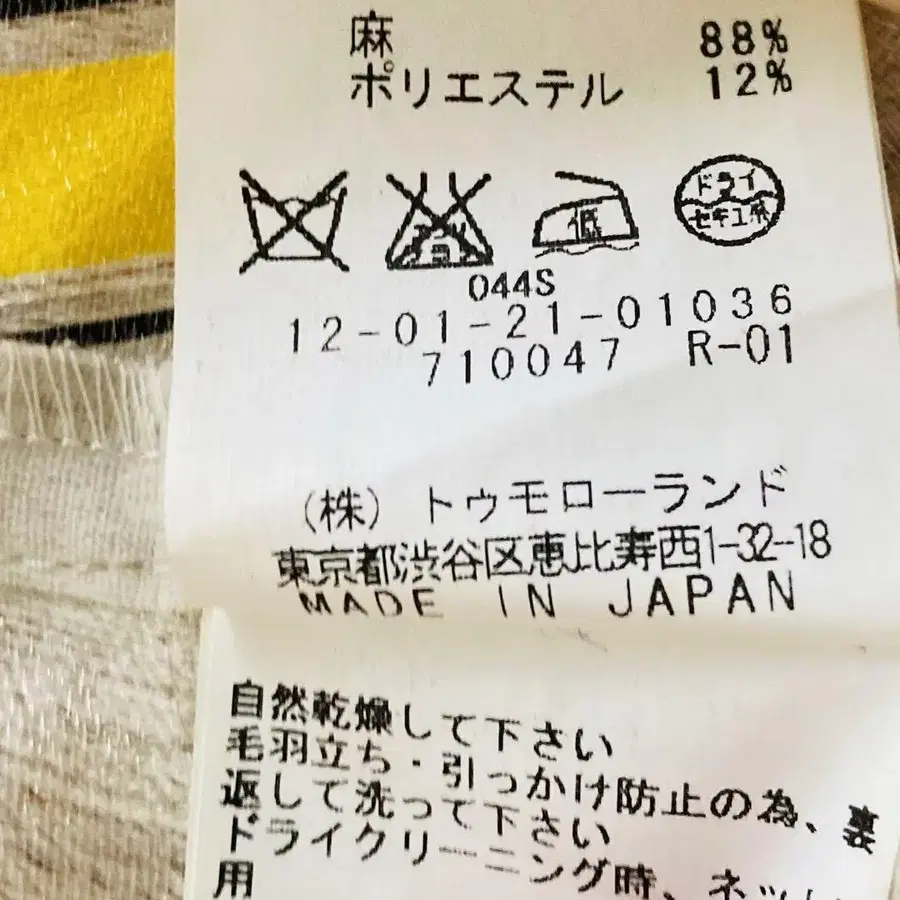 麻 88%
ポリエステル 12%
低 ドライ
セキユ系
044S
12-01-21-01036
710047 R-01
(株) トゥモローランド
東京都渋谷区恵比寿西1-32-18
MADE IN JAPAN
自然乾燥して下さい
毛羽立ち・引っかけ防止の為、裏
返して洗って下さい
ドライクリーニング時、ネット
用